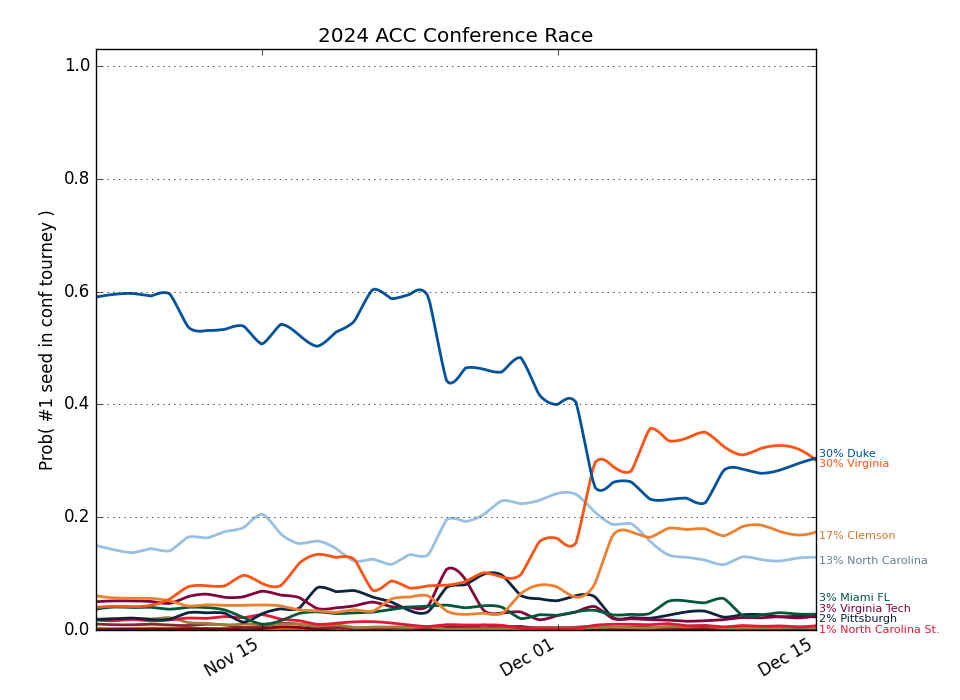 2024 ACC Conference Race
Prob( #1 seed in conf tourney )
1.0
0.8
0.6
0.4
0.2
0.0
Nov 15
Dec 01
Dec 15
30% Duke
30% Virginia
17% Clemson
13% North Carolina
3% Miami FL
3% Virginia Tech
2% Pittsburgh
1% North Carolina St.